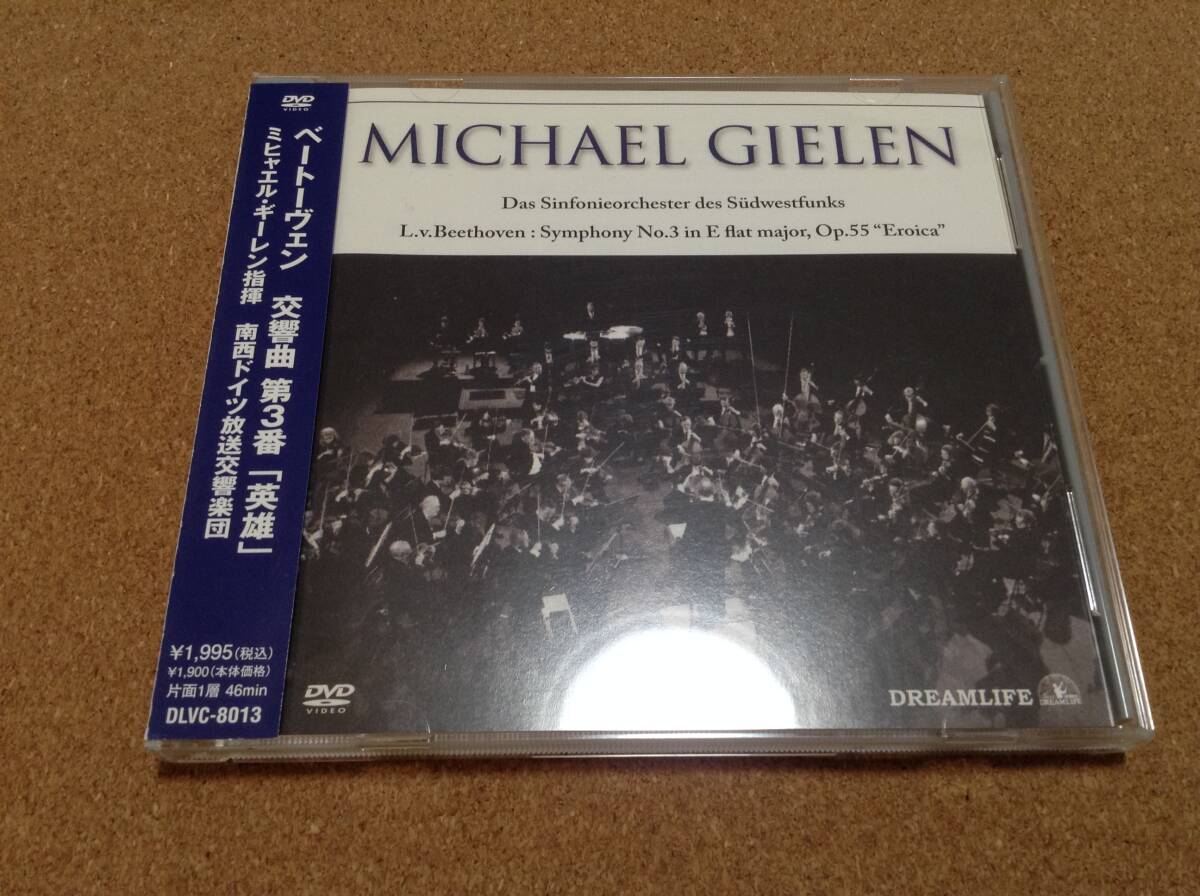 DVD
VIDEO
ベートーヴェン 交響曲 第3番「英雄」
ミヒャエル・ギーレン指揮 南西ドイツ放送交響楽団
¥1,995(税込)
¥1,900(本体価格)
片面1層 46min
DLVC-8013
MICHAEL GIELEN
Das Sinfonieorchester des Südwestfunks
L.v.Beethoven : Symphony No.3 in E flat major, Op.55 “Eroica”
DVD
VIDEO
DREAMLIFE
DREAMLIFE